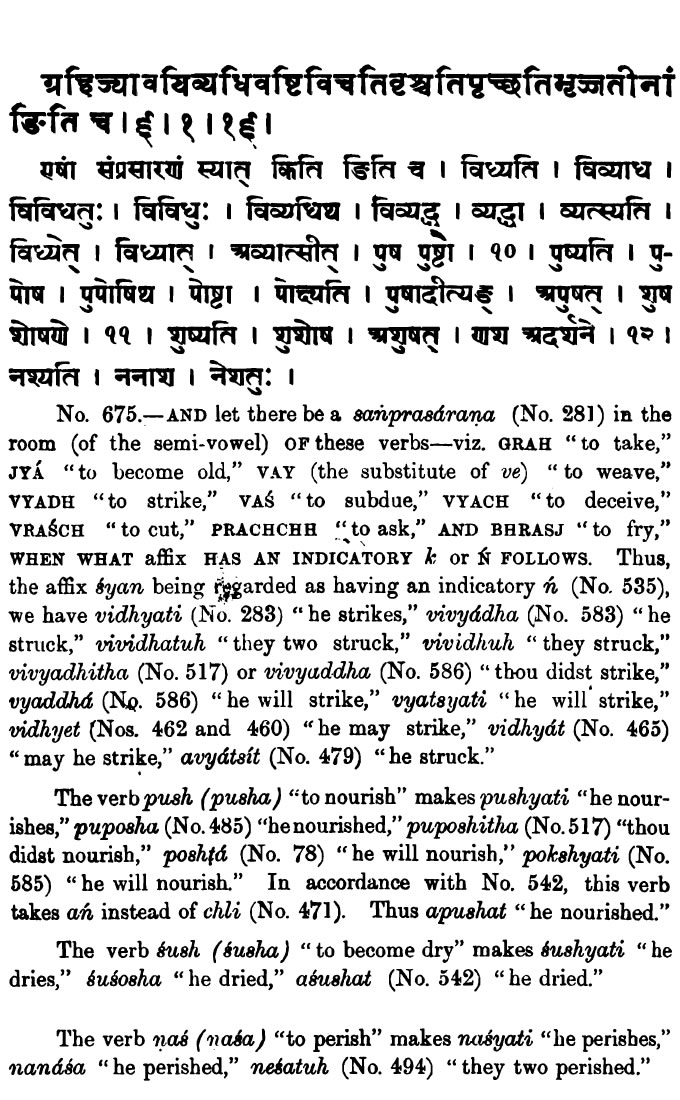 ग्रहिज्यावयिव्यधिवष्टिविचतिवृश्चतिपृच्छतिभृज्जतीनां
ङिति च । ६ । १ । १६ ।
एषां संप्रसारणं स्यात् किति ङिति च । विध्यति । विव्याध ।
विविधतुः । विविधुः । विव्यधिथ । विव्यद्ध । व्यद्धा । व्यत्स्यति ।
विध्येत् । विध्यात् । अव्यात्सीत् । पुष पुष्टौ । १० । पुष्यति । पु-
पोष । पुपोषिथ । पोष्टा । पोक्ष्यति । पुषादीत्यङ् । अपुषत् । शुष
शोषणे । ११ । शुष्यति । शुशोष । अशुषत् । णश अदर्शने । १२ ।
नश्यति । ननाश । नेशतुः ।
No. 675.—AND let there be a sańprasáraṇa (No. 281) in the
room (of the semi-vowel) OF these verbs—viz. GRAH “to take,”
JYÁ “to become old,” VAY (the substitute of ve) “to weave,”
VYADH “to strike,” VAŚ “to subdue,” VYACH “to deceive,”
VRAŚCH “to cut,” PRACHCHH “to ask,” AND BHRASJ “to fry,”
WHEN WHAT affix HAS AN INDICATORY k or Ń FOLLOWS. Thus,
the affix śyan being regarded as having an indicatory ń (No. 535),
we have vidhyati (No. 283) “he strikes,” vivyádha (No. 583) “he
struck,” vividhatuh “they two struck,” vividhuh “they struck,”
vivyadhitha (No. 517) or vivyaddha (No. 586) “thou didst strike,”
vyaddhá (No. 586) “he will strike,” vyatsyati “he will strike,”
vidhyet (Nos. 462 and 460) “he may strike,” vidhyát (No. 465)
“may he strike,” avyátsít (No. 479) “he struck.”
The verb push (pusha) “to nourish” makes pushyati “he nour-
ishes,” puposha (No. 485) “he nourished,” puposhitha (No. 517) “thou
didst nourish,” poshṭá (No. 78) “he will nourish,” pokshyati (No.
585) “he will nourish.” In accordance with No. 542, this verb
takes ań instead of chli (No. 471). Thus apushat “he nourished.”
The verb śush (śusha) “to become dry” makes śushyati “he
dries,” śuśosha “he dried,” aśushat (No. 542) “he dried.”
The verb ṇaś (ṇaśa) “to perish” makes naśyati “he perishes,”
nanáśa “he perished,” neśatuh (No. 494) “they two perished.”